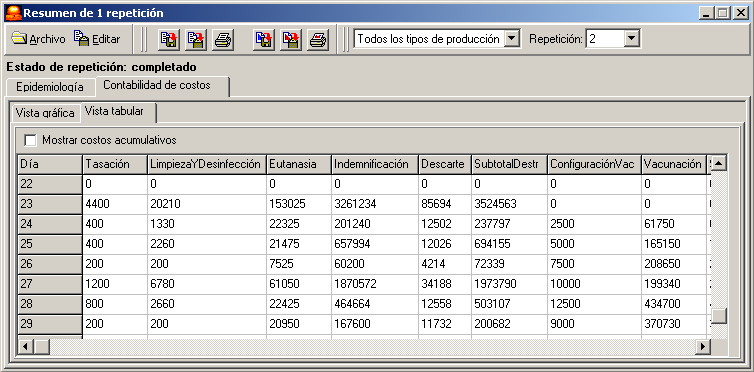 Resumen de 1 repetición
Archivo Editar Todos los tipos de producción Repetición: 2
Estado de repetición: completado
Epidemiología Contabilidad de costos
Vista gráfica Vista tabular
Mostrar costos acumulativos
Día Tasación LimpiezaYDesinfección Eutanasia Indemnificación Descarte SubtotalDestr ConfiguraciónVac Vacunación
22 0 0 0 0 0 0 0 0
23 4400 20210 153025 3261234 85694 3524563 0 0
24 400 1330 22325 201240 12502 237797 2500 61750
25 400 2260 21475 657994 12026 694155 5000 165150
26 200 200 7525 60200 4214 72339 7500 208650
27 1200 6780 61050 1870572 34188 1973790 10000 199340
28 800 2660 22425 464664 12558 503107 12500 434700
29 200 200 20950 167600 11732 200682 9000 370730